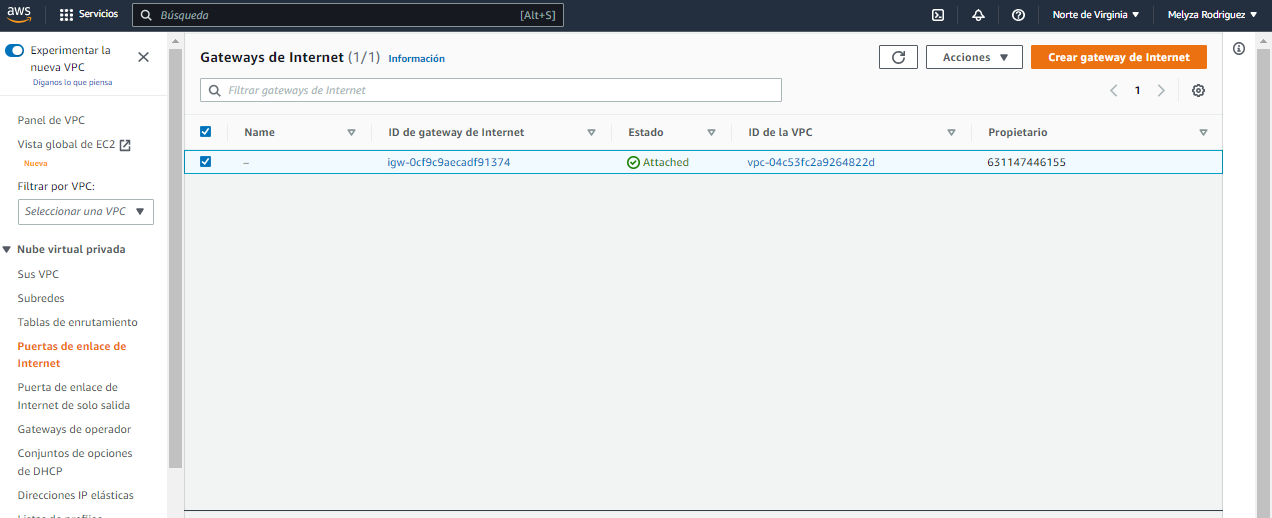 aws
Servicios
Búsqueda
[Alt+S]
Norte de Virginia
Melyza Rodriguez
Experimentar la
nueva VPC
Díganos lo que piensa
Panel de VPC
Vista global de EC2
Nueva
Filtrar por VPC:
Seleccionar una VPC
Nube virtual privada
Sus VPC
Subredes
Tablas de enrutamiento
Puertas de enlace de
Internet
Puerta de enlace de
Internet de solo salida
Gateways de operador
Conjuntos de opciones
de DHCP
Direcciones IP elásticas
Gateways de Internet (1/1) Información
Acciones
Crear gateway de Internet
Filtrar gateways de Internet
1
Name ID de gateway de Internet Estado ID de la VPC Propietario
– igw-0cf9c9aecadf91374 Attached vpc-04c53fc2a9264822d 631147446155